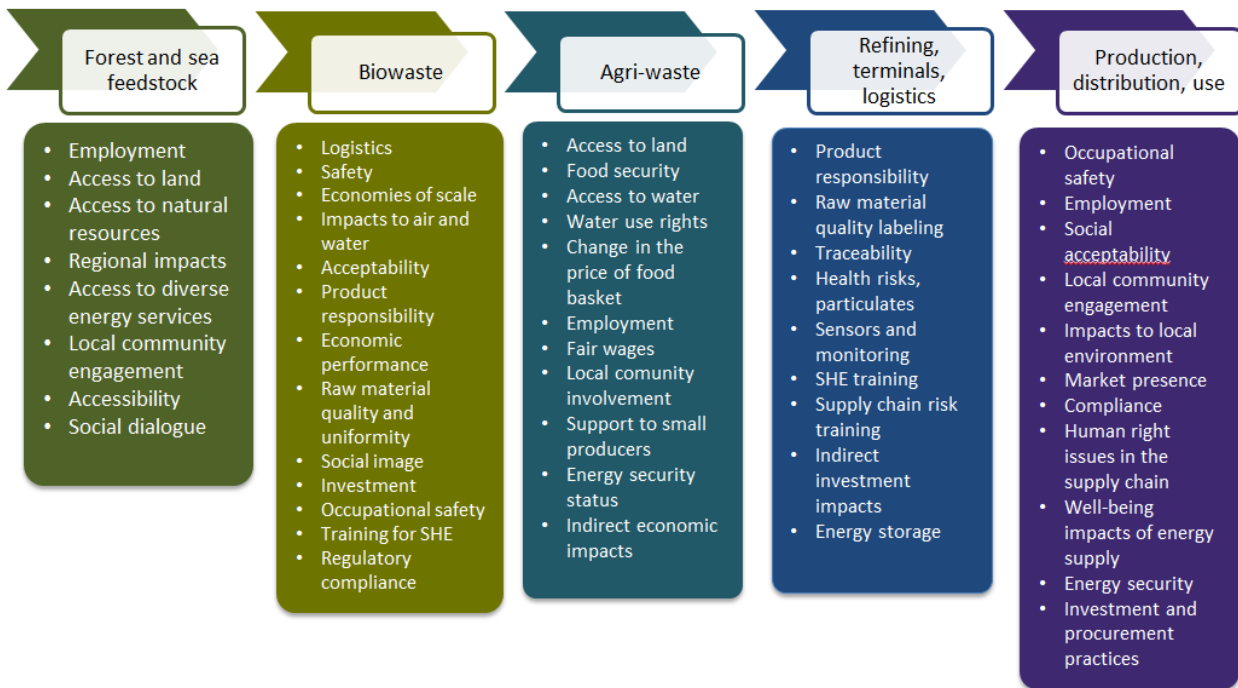 Forest and sea
feedstock
• Employment
• Access to land
• Access to natural
resources
• Regional impacts
• Access to diverse
energy services
• Local community
engagement
• Accessibility
• Social dialogue
Biowaste
• Logistics
• Safety
• Economies of scale
• Impacts to air and
water
• Acceptability
• Product
responsibility
• Economic
performance
• Raw material
quality and
uniformity
• Social image
• Investment
• Occupational safety
• Training for SHE
• Regulatory
compliance
Agri-waste
• Access to land
• Food security
• Access to water
• Water use rights
• Change in the
price of food
basket
• Employment
• Fair wages
• Local comunity
involvement
• Support to small
producers
• Energy security
status
• Indirect economic
impacts
Refining,
terminals,
logistics
• Product
responsibility
• Raw material
quality labeling
• Traceability
• Health risks,
particulates
• Sensors and
monitoring
• SHE training
• Supply chain risk
training
• Indirect
investment
impacts
• Energy storage
Production,
distribution, use
• Occupational
safety
• Employment
• Social
acceptability
• Local community
engagement
• Impacts to local
environment
• Market presence
• Compliance
• Human right
issues in the
supply chain
• Well-being
impacts of energy
supply
• Energy security
• Investment and
procurement
practices